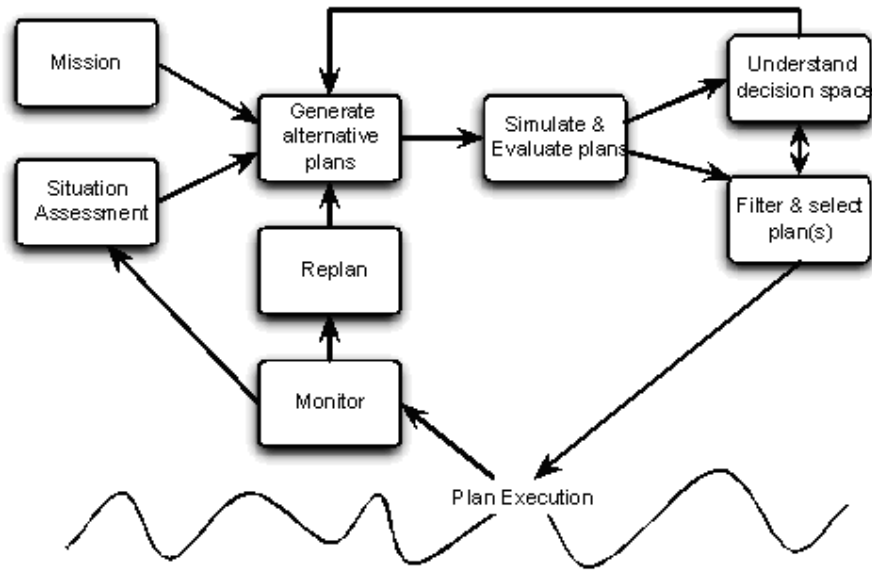 Mission
Generate
alternative
plans
Simulate &
Evaluate plans
Understand
decision space
Situation
Assessment
Filter & select
plan(s)
Replan
Monitor
Plan Execution